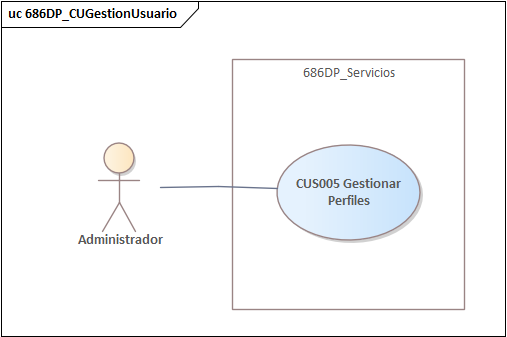 uc 686DP_CUGestionUsuario
686DP_Servicios
CUS005 Gestionar
Perfiles
Administrador